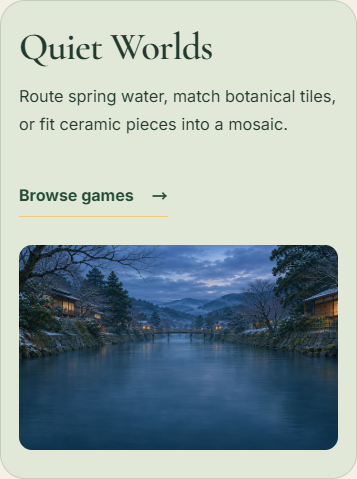 Quiet Worlds
Route spring water, match botanical tiles,
or fit ceramic pieces into a mosaic.
Browse games →